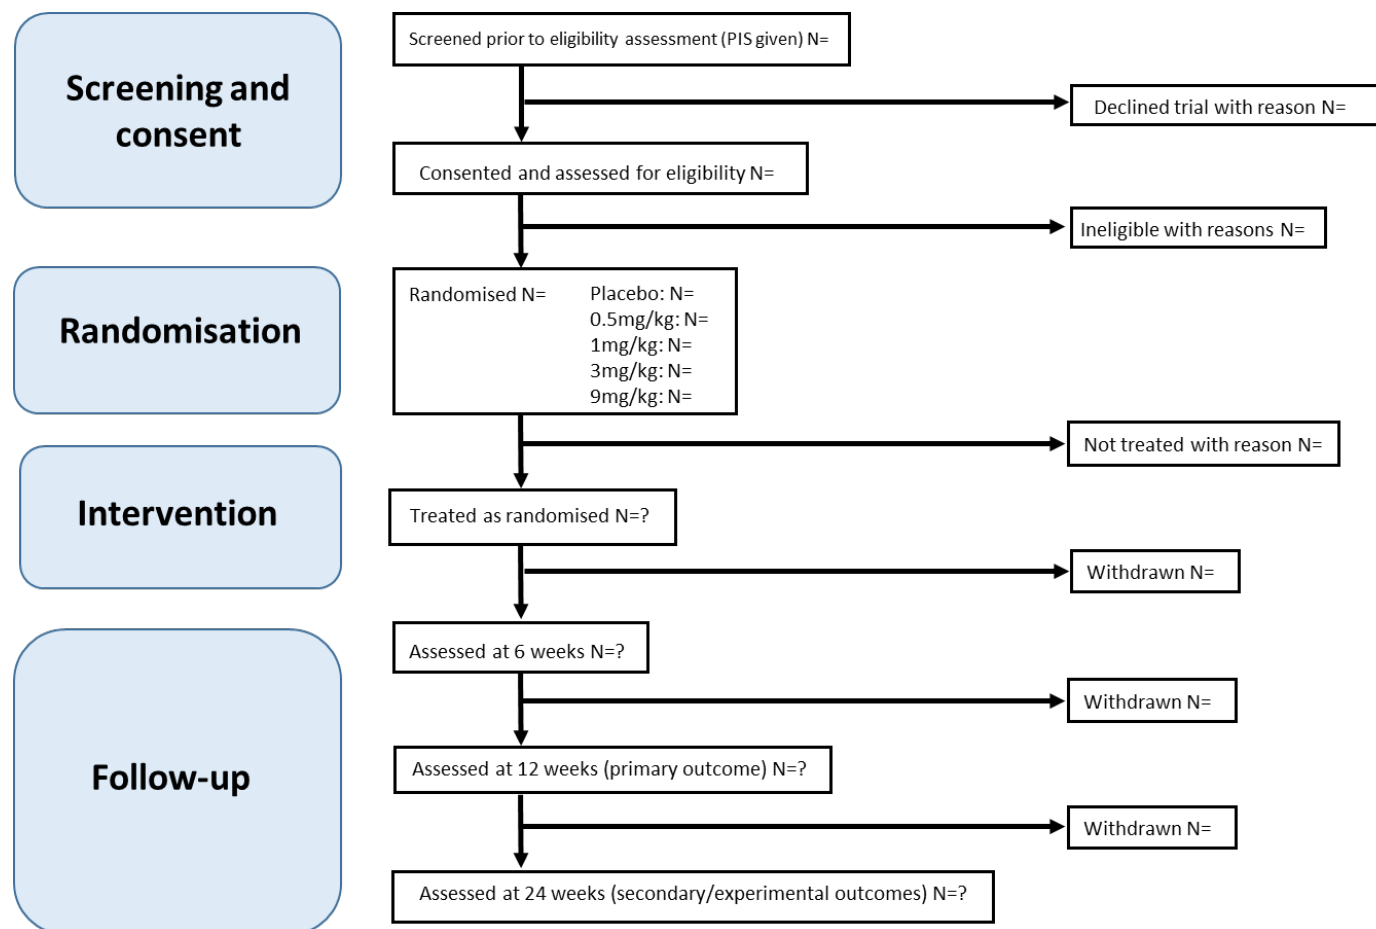 Screening and
consent
Screened prior to eligibility assessment (PIS given) N=
Declined trial with reason N=
Consented and assessed for eligibility N=
Ineligible with reasons N=
Randomisation
Randomised N=
Placebo: N=
0.5mg/kg: N=
1mg/kg: N=
3mg/kg: N=
9mg/kg: N=
Not treated with reason N=
Intervention
Treated as randomised N=?
Withdrawn N=
Follow-up
Assessed at 6 weeks N=?
Withdrawn N=
Assessed at 12 weeks (primary outcome) N=?
Withdrawn N=
Assessed at 24 weeks (secondary/experimental outcomes) N=?